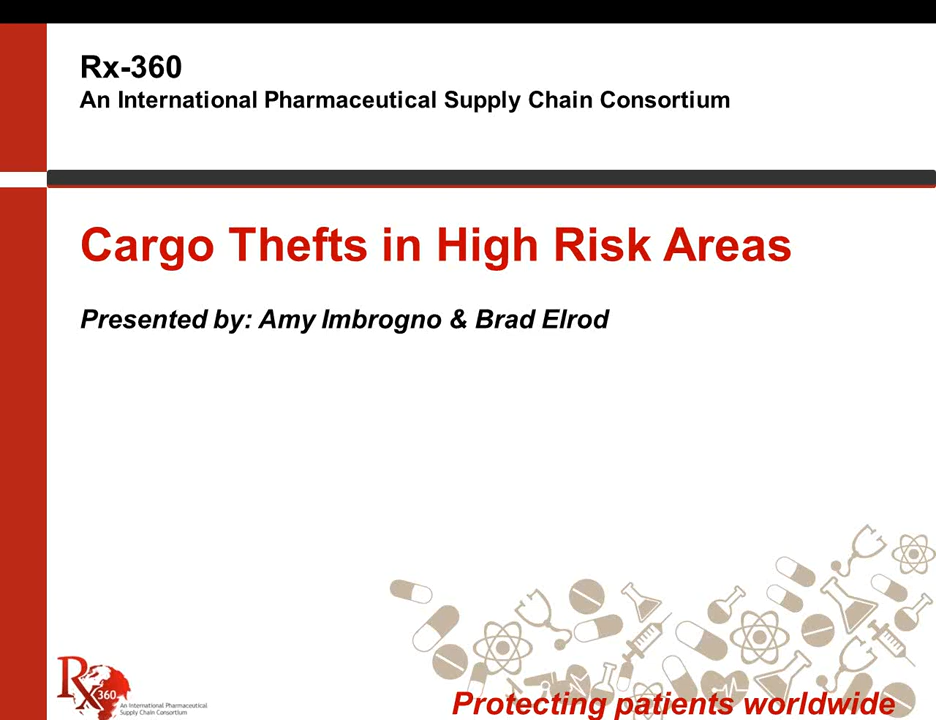 Rx-360
An International Pharmaceutical Supply Chain Consortium
Cargo Thefts in High Risk Areas
Presented by: Amy Imbrogno & Brad Elrod
Rx
360
An International Pharmaceutical
Supply Chain Consortium
Protecting patients worldwide